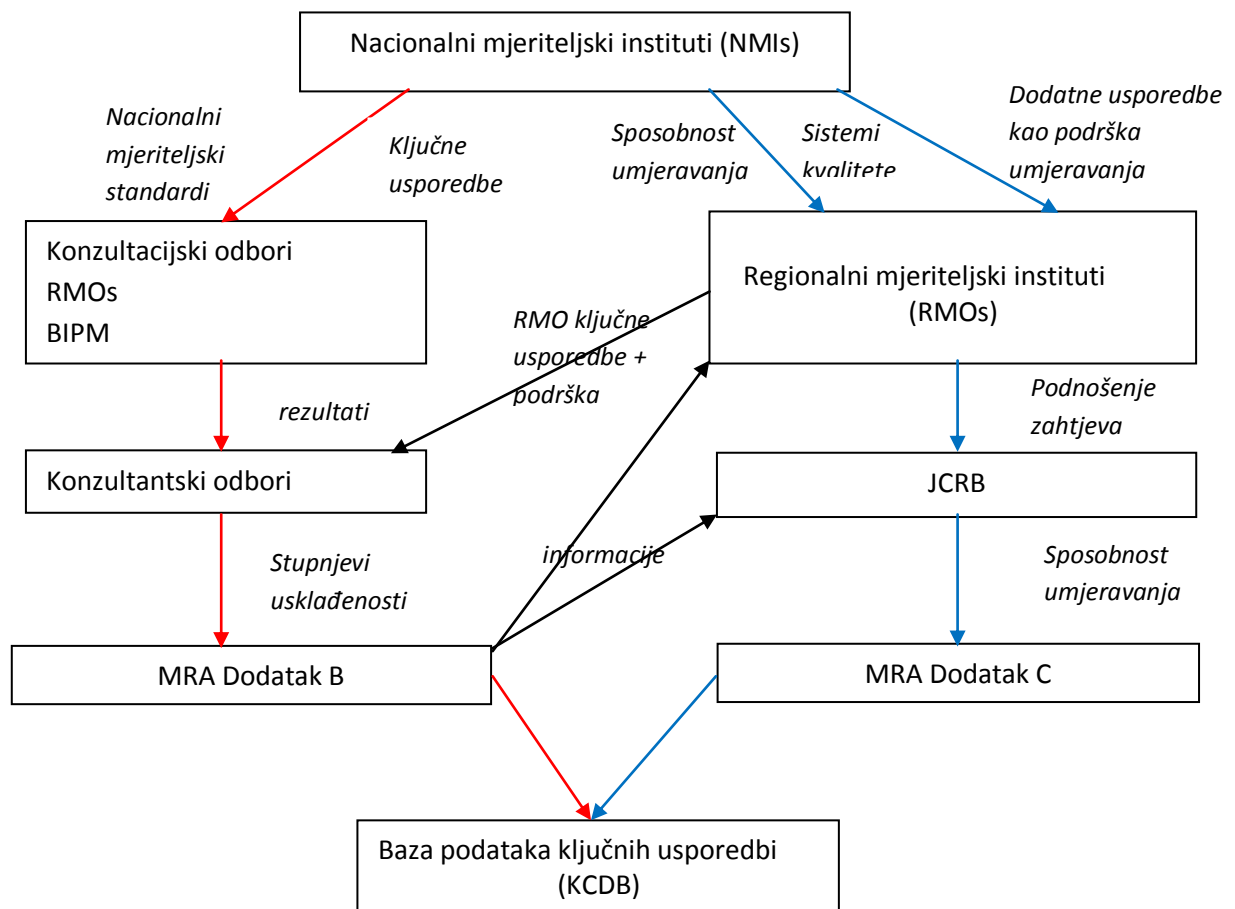 Nacionalni mjeriteljski instituti (NMIs)
Nacionalni
mjeriteljski
standardi
Ključne
usporedbe
Sposobnost
umjeravanja
Sistemi
kvalitete
Dodatne usporedbe
kao podrška
umjeravanja
Konzultacijski odbori
RMOs
BIPM
Regionalni mjeriteljski instituti
(RMOs)
RMO ključne
usporedbe +
podrška
rezultati
Podnošenje
zahtjeva
Konzultantski odbori
JCRB
Stupnjevi
usklađenosti
informacije
Sposobnost
umjeravanja
MRA Dodatak B
MRA Dodatak C
Baza podataka ključnih usporedbi
(KCDB)